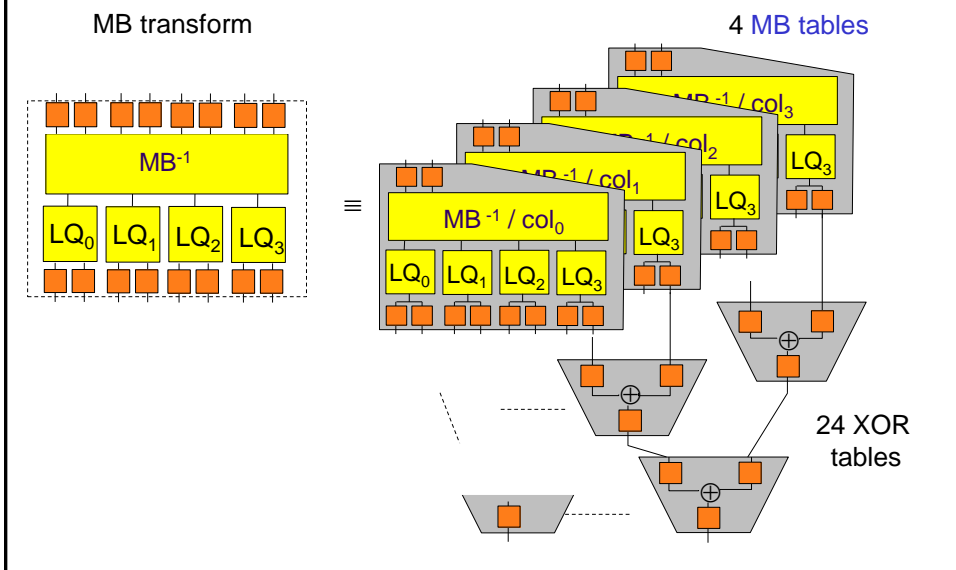 MB transform
4 MB tables
MB⁻¹ / col₃
MB⁻¹ / col₂
MB⁻¹ / col₁
MB⁻¹
MB⁻¹ / col₀
LQ₀ LQ₁ LQ₂ LQ₃
≡
LQ₀ LQ₁ LQ₂ LQ₃
LQ₃
LQ₃
LQ₃
24 XOR
tables